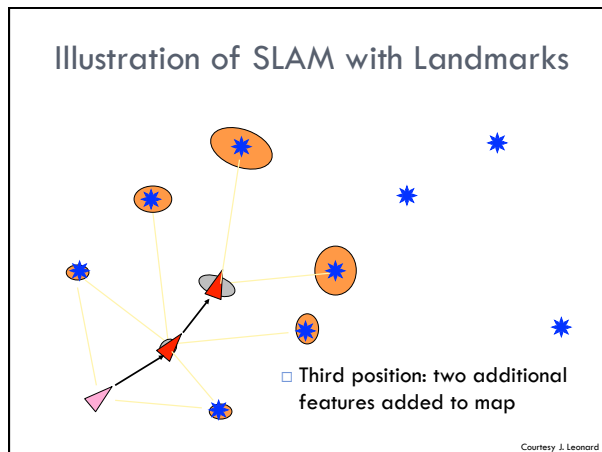 Illustration of SLAM with Landmarks
Third position: two additional
features added to map
Courtesy J. Leonard